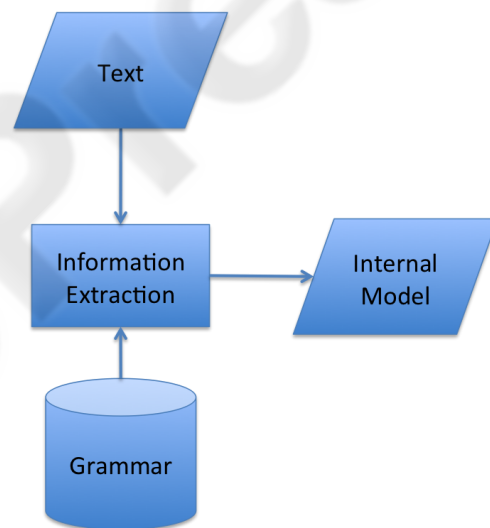 Text
Information
Extraction
Internal
Model
Grammar